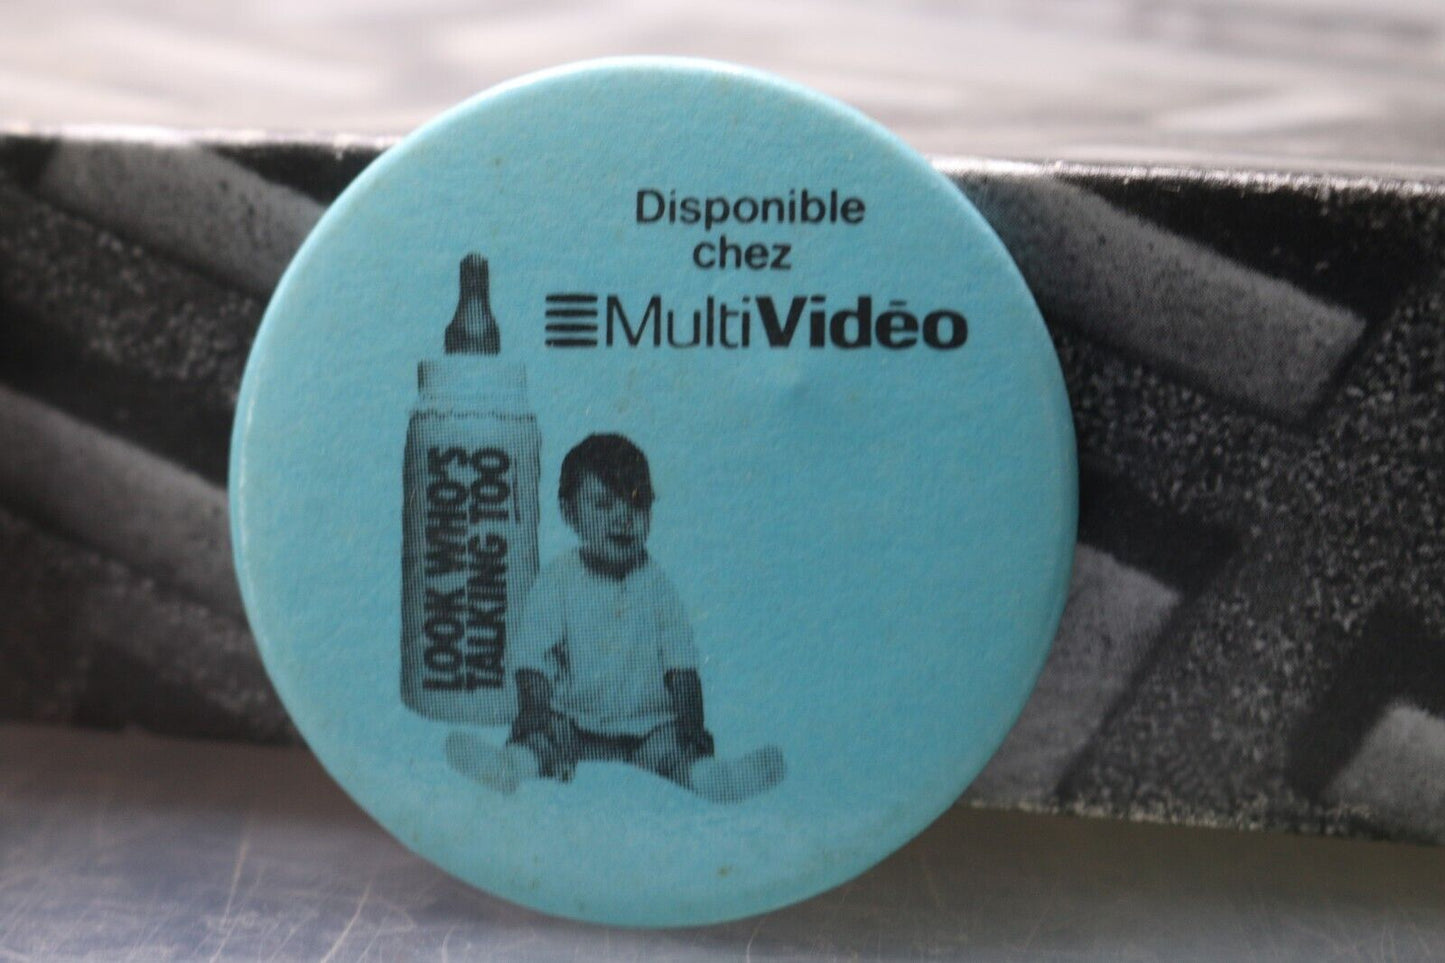 Disponible
chez
MultiVidéo
LOOK WHO'S
TALKING TOO